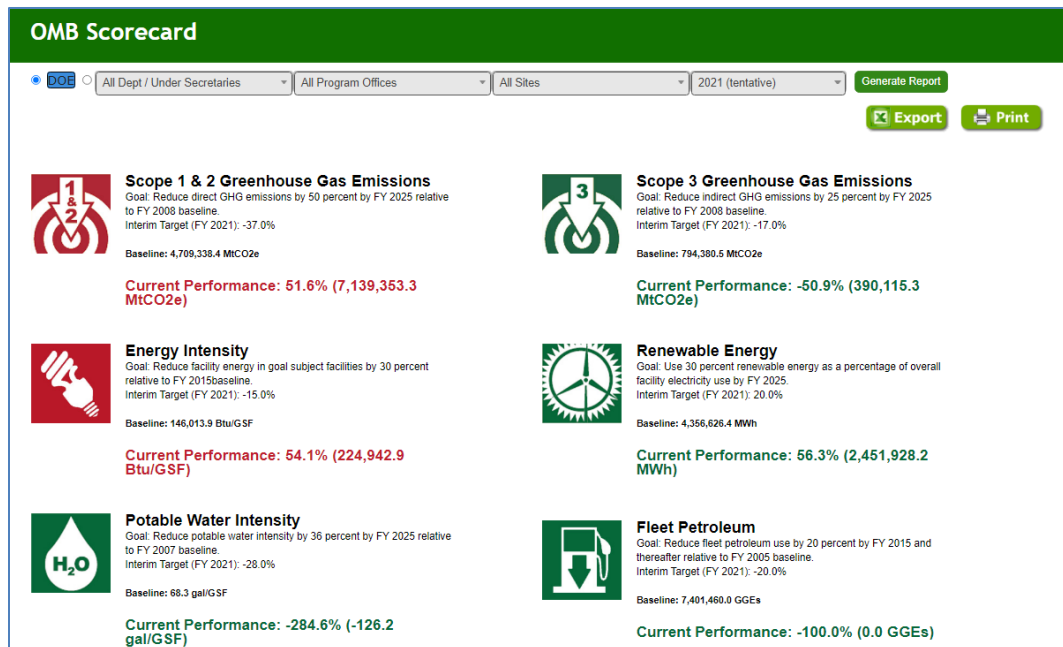 OMB Scorecard
DOE
All Dept / Under Secretaries
All Program Offices
All Sites
2021 (tentative)
Generate Report
Export
Print
1
&
2
Scope 1 & 2 Greenhouse Gas Emissions
Goal: Reduce direct GHG emissions by 50 percent by FY 2025 relative
to FY 2008 baseline.
Interim Target (FY 2021): -37.0%
Baseline: 4,709,338.4 MtCO2e
Current Performance: 51.6% (7,139,353.3
MtCO2e)
3
Scope 3 Greenhouse Gas Emissions
Goal: Reduce indirect GHG emissions by 25 percent by FY 2025
relative to FY 2008 baseline.
Interim Target (FY 2021): -17.0%
Baseline: 794,380.5 MtCO2e
Current Performance: -50.9% (390,115.3
MtCO2e)
Energy Intensity
Goal: Reduce facility energy in goal subject facilities by 30 percent
relative to FY 2015baseline.
Interim Target (FY 2021): -15.0%
Baseline: 146,013.9 Btu/GSF
Current Performance: 54.1% (224,942.9
Btu/GSF)
Renewable Energy
Goal: Use 30 percent renewable energy as a percentage of overall
facility electricity use by FY 2025.
Interim Target (FY 2021): 20.0%
Baseline: 4,356,626.4 MWh
Current Performance: 56.3% (2,451,928.2
MWh)
H2O
Potable Water Intensity
Goal: Reduce potable water intensity by 36 percent by FY 2025 relative
to FY 2007 baseline.
Interim Target (FY 2021): -28.0%
Baseline: 68.3 gal/GSF
Current Performance: -284.6% (-126.2
gal/GSF)
Fleet Petroleum
Goal: Reduce fleet petroleum use by 20 percent by FY 2015 and
thereafter relative to FY 2005 baseline.
Interim Target (FY 2021): -20.0%
Baseline: 7,401,460.0 GGEs
Current Performance: -100.0% (0.0 GGEs)